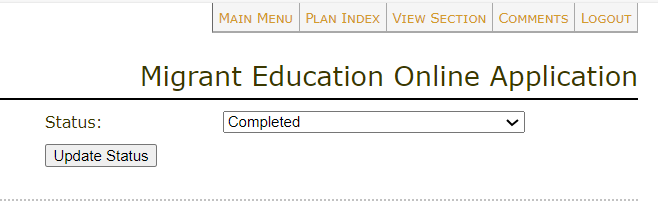 Main Menu Plan Index View Section Comments Logout
Migrant Education Online Application
Status: Completed
Update Status